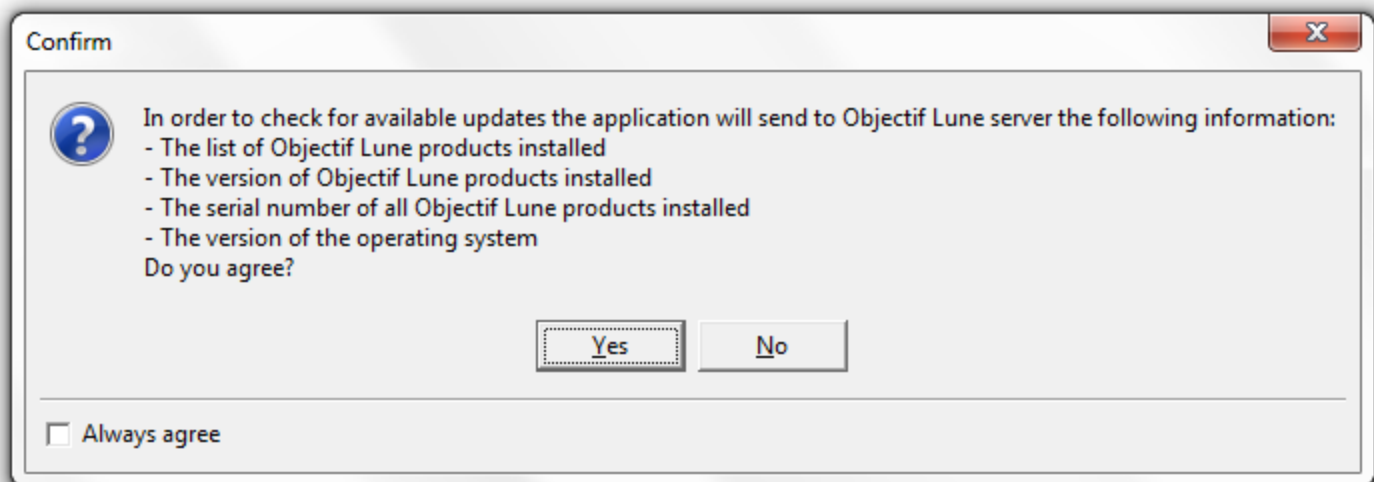 Confirm
In order to check for available updates the application will send to Objectif Lune server the following information:
- The list of Objectif Lune products installed
- The version of Objectif Lune products installed
- The serial number of all Objectif Lune products installed
- The version of the operating system
Do you agree?
Yes
No
Always agree